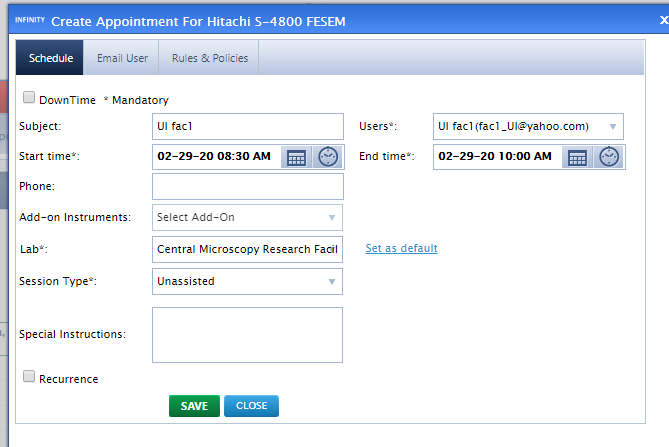 INFINITY Create Appointment For Hitachi S-4800 FESEM X
Schedule Email User Rules & Policies
DownTime * Mandatory
Subject: UI fac1 Users*: UI fac1(fac1_UI@yahoo.com)
Start time*: 02-29-20 08:30 AM End time*: 02-29-20 10:00 AM
Phone:
Add-on Instruments: Select Add-On
Lab*: Central Microscopy Research Facil Set as default
Session Type*: Unassisted
Special Instructions:
Recurrence
SAVE CLOSE